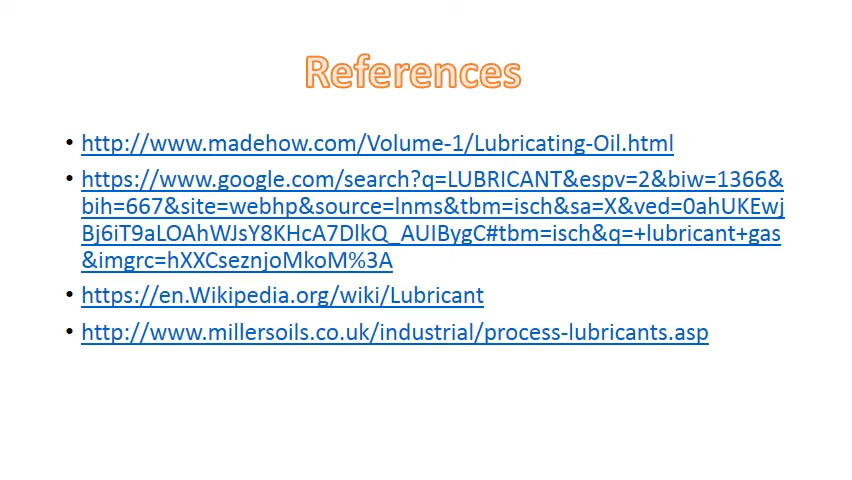 References
• http://www.madehow.com/Volume-1/Lubricating-Oil.html
• https://www.google.com/search?q=LUBRICANT&espv=2&biw=1366&
bih=667&site=webhp&source=lnms&tbm=isch&sa=X&ved=0ahUKEwj
Bj6iT9aLOAhWJsY8KHcA7DlkQ_AUIBygC#tbm=isch&q=+lubricant+gas
&imgrc=hXXCseznjoMkoM%3A
• https://en.Wikipedia.org/wiki/Lubricant
• http://www.millersoils.co.uk/industrial/process-lubricants.asp